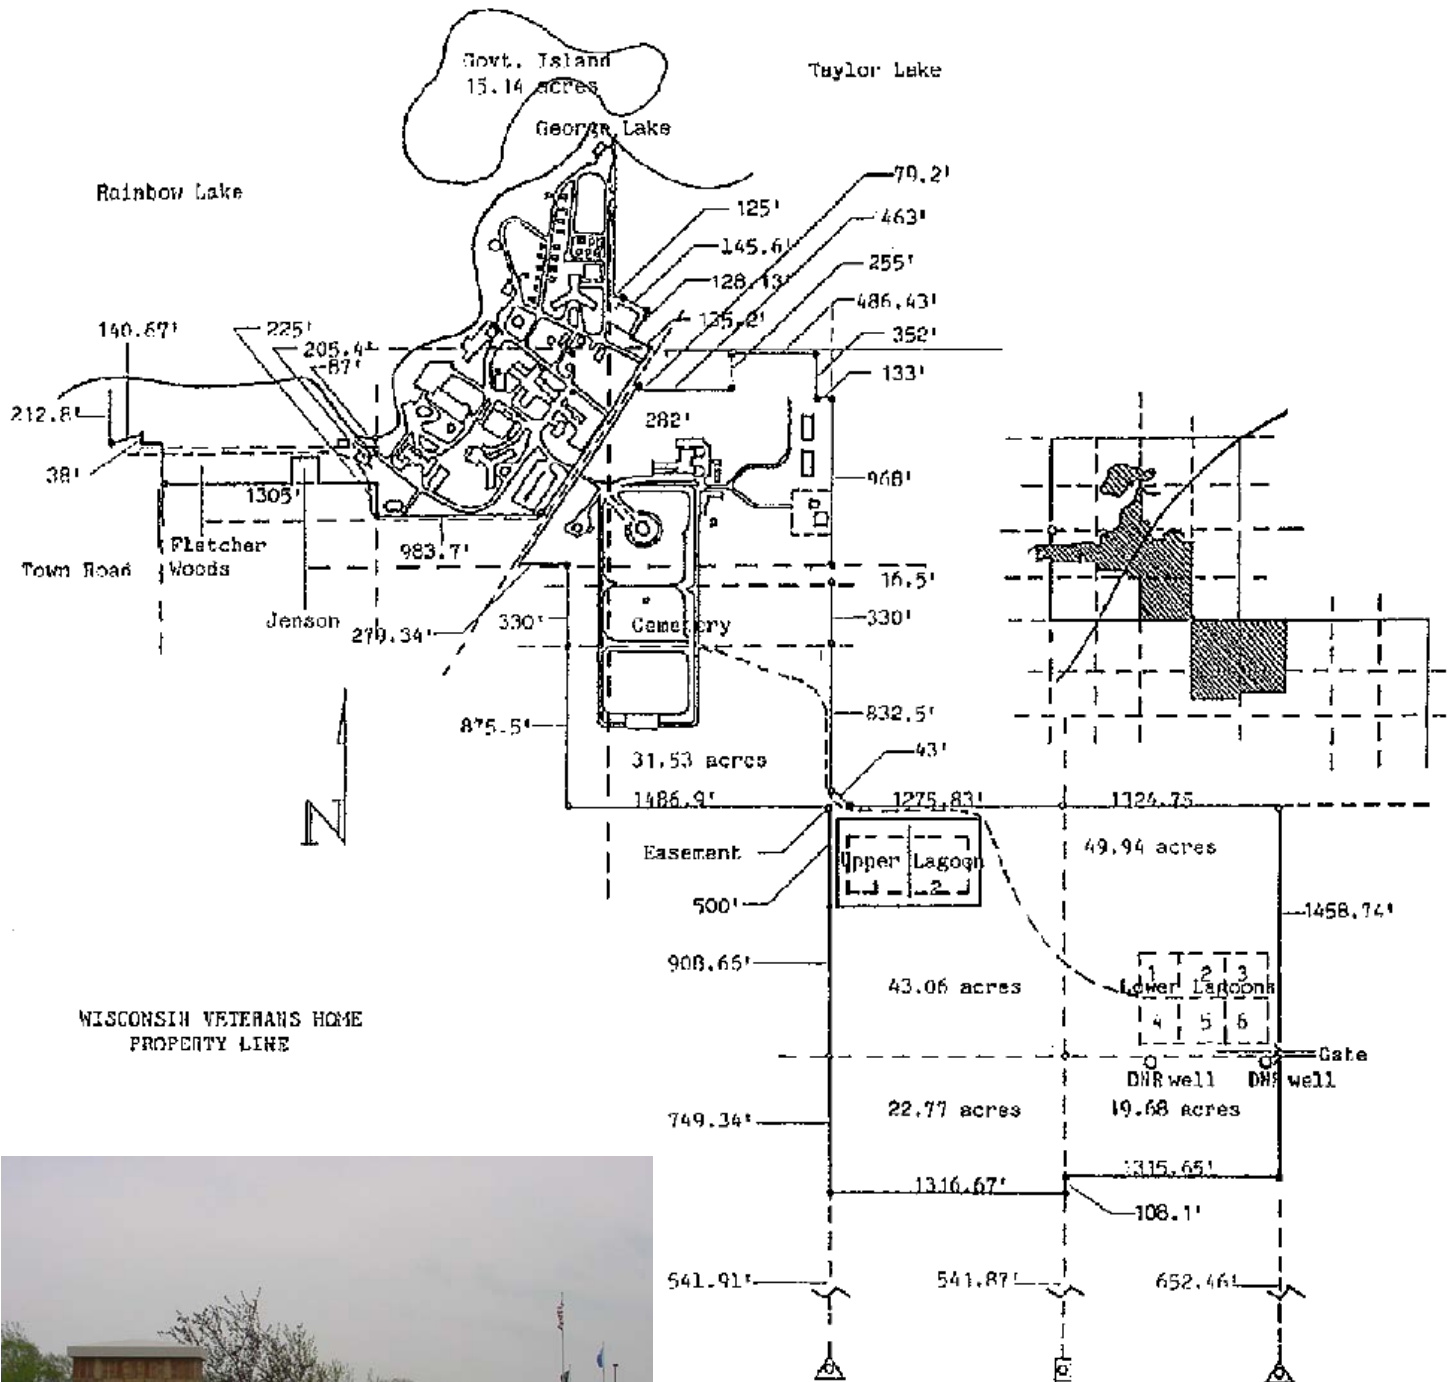 Govt. Island
15.14 acres
Taylor Lake
George Lake
Rainbow Lake
79.2'
125'
463'
145.6'
255'
128.13'
486.43'
135.2'
352'
140.67'
225'
205.4'
87'
133'
212.8'
282'
38'
1305'
968'
Fletcher
Woods
983.7'
Town Road
16.5'
Jenson
279.34'
330'
Cemetery
330'
875.5'
832.5'
43'
31.53 acres
1486.9'
1275.83'
1324.75
N
Easement
Upper Lagoon
1 2
49.94 acres
500'
1458.74'
908.66'
43.06 acres
1 2 3
Lower Lagoons
4 5 6
WISCONSIN VETERANS HOME
PROPERTY LINE
Gate
DNR well
DNR well
22.77 acres
19.68 acres
749.34'
1316.67'
1315.65'
108.1'
541.91'
541.87'
652.46'